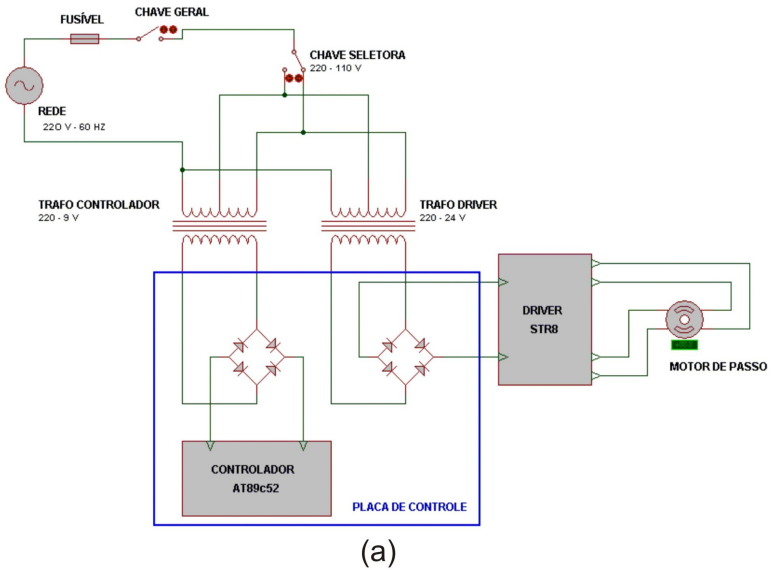 FUSÍVEL
CHAVE GERAL
CHAVE SELETORA
220 - 110 V
REDE
220 V - 60 HZ
TRAFO CONTROLADOR
220 - 9 V
TRAFO DRIVER
220 - 24 V
DRIVER
STR8
MOTOR DE PASSO
CONTROLADOR
AT89c52
PLACA DE CONTROLE
(a)